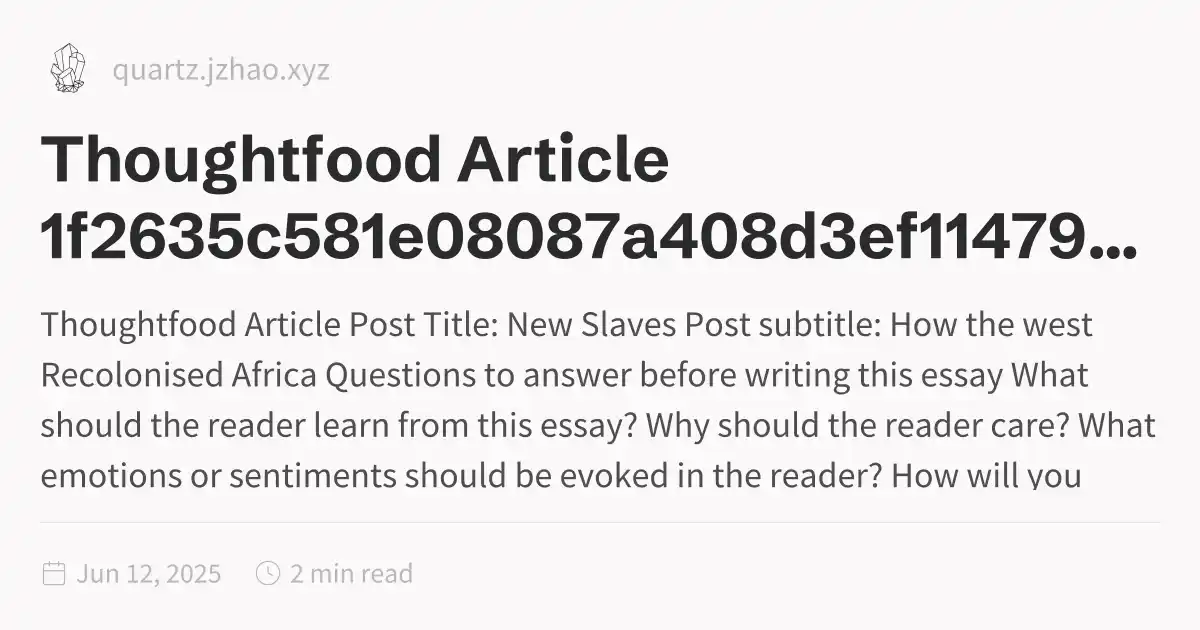 quartz.jzhao.xyz
Thoughtfood Article
1f2635c581e08087a408d3ef11479...
Thoughtfood Article Post Title: New Slaves Post subtitle: How the west
Recolonised Africa Questions to answer before writing this essay What
should the reader learn from this essay? Why should the reader care? What
emotions or sentiments should be evoked in the reader? How will you
Jun 12, 2025
2 min read